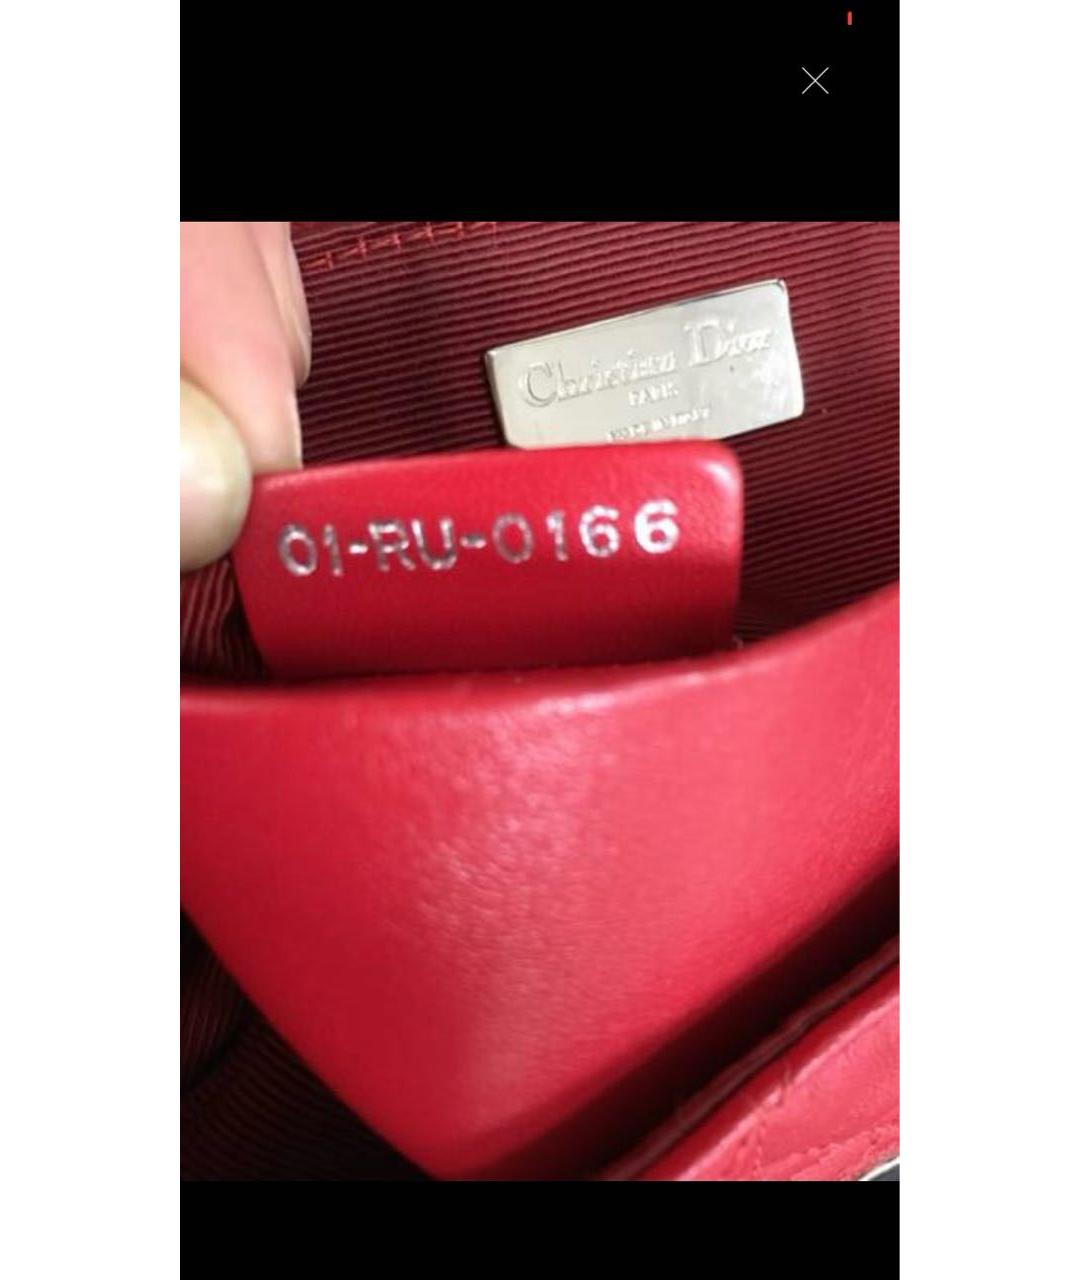 Christian Dior
PARIS
01-RU-0166